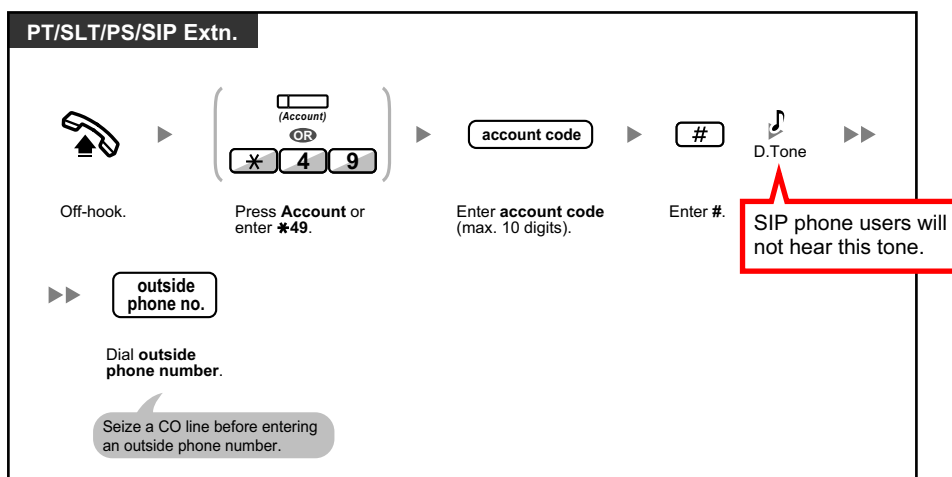 PT/SLT/PS/SIP Extn.
(Account)
OR
✱ 4 9
account code
#
D.Tone
Off-hook.
Press Account or
enter ✱49.
Enter account code
(max. 10 digits).
Enter #.
SIP phone users will
not hear this tone.
outside
phone no.
Dial outside
phone number.
Seize a CO line before entering
an outside phone number.